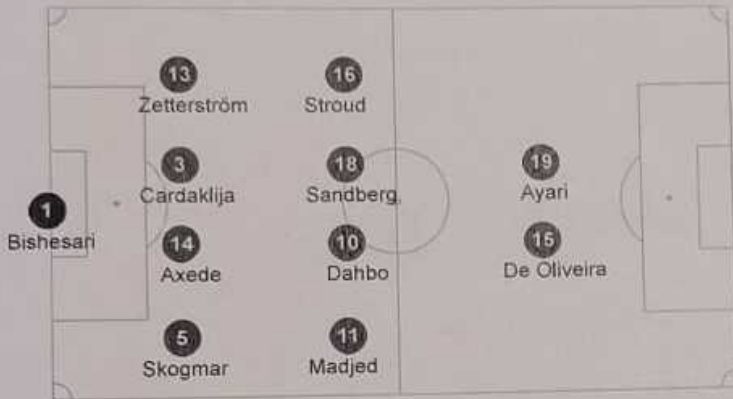 13
Zetterström
16
Stroud
3
Cardaklija
18
Sandberg
19
Ayari
1
Bishesari
14
Axede
10
Dahbo
15
De Oliveira
5
Skogmar
11
Madjed